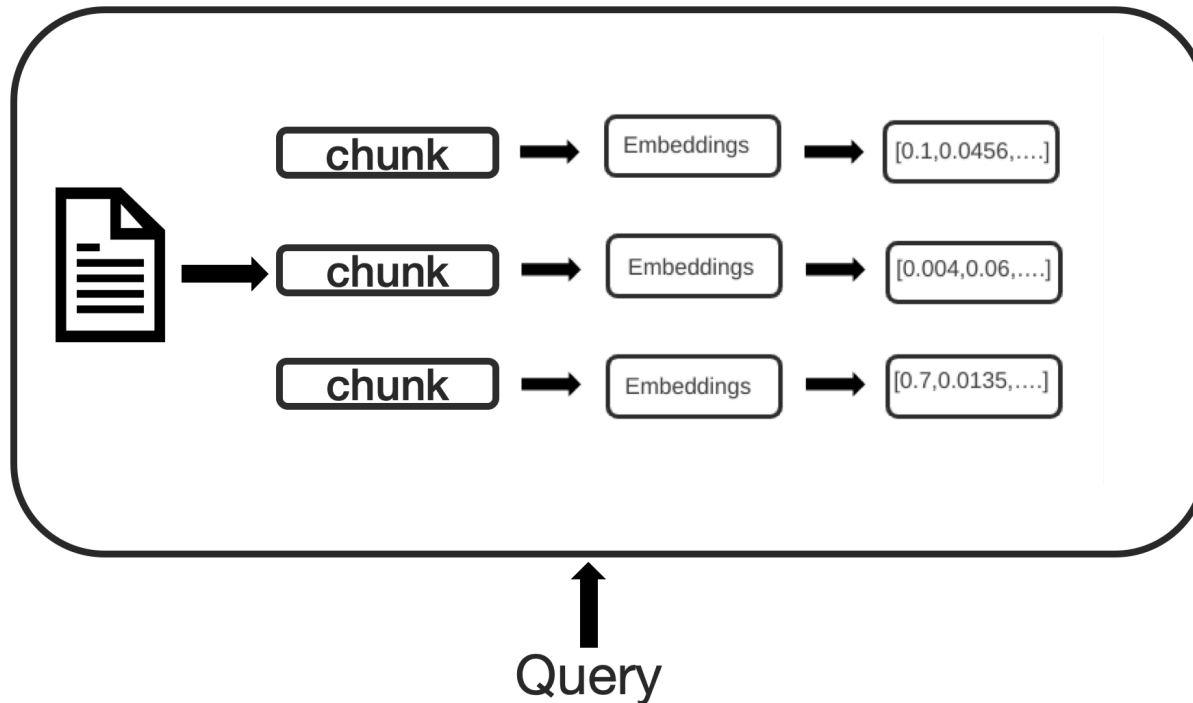 chunk
Embeddings
[0.1,0.0456,....]
chunk
Embeddings
[0.004,0.06,....]
chunk
Embeddings
[0.7,0.0135,....]
Query